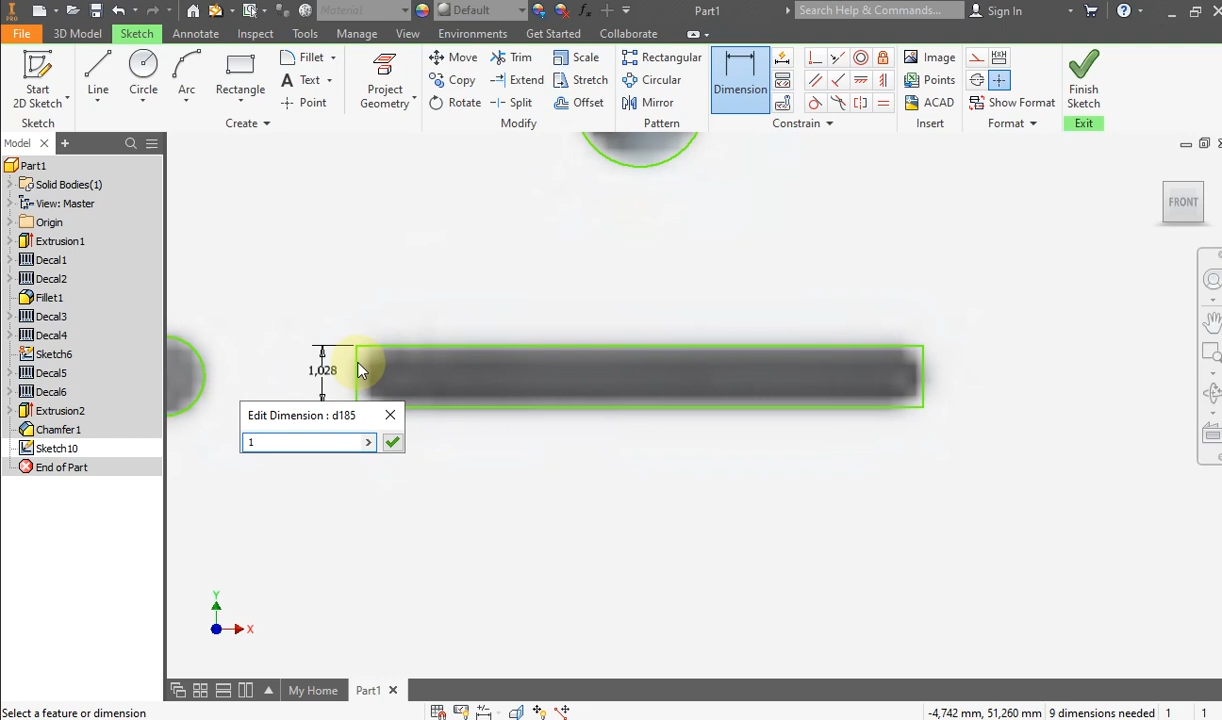 PRO
Material
Default
Part1
Search Help & Commands...
Sign In
File
3D Model
Sketch
Annotate
Inspect
Tools
Manage
View
Environments
Get Started
Collaborate
Start
2D Sketch
Sketch
Line
Circle
Arc
Rectangle
Fillet
Text
Point
Create
Project
Geometry
Move
Copy
Rotate
Trim
Extend
Split
Scale
Stretch
Offset
Modify
Rectangular
Circular
Mirror
Pattern
Dimension
Constrain
Image
Points
ACAD
Insert
Show Format
Format
Finish
Sketch
Exit
Model
Part1
Solid Bodies(1)
View: Master
Origin
Extrusion1
Decal1
Decal2
Fillet1
Decal3
Decal4
Sketch6
Decal5
Decal6
Extrusion2
Chamfer1
Sketch10
End of Part
FRONT
1,028
Edit Dimension : d185
1
Y
X
My Home
Part1
Select a feature or dimension
-4,742 mm, 51,260 mm
9 dimensions needed
1
1